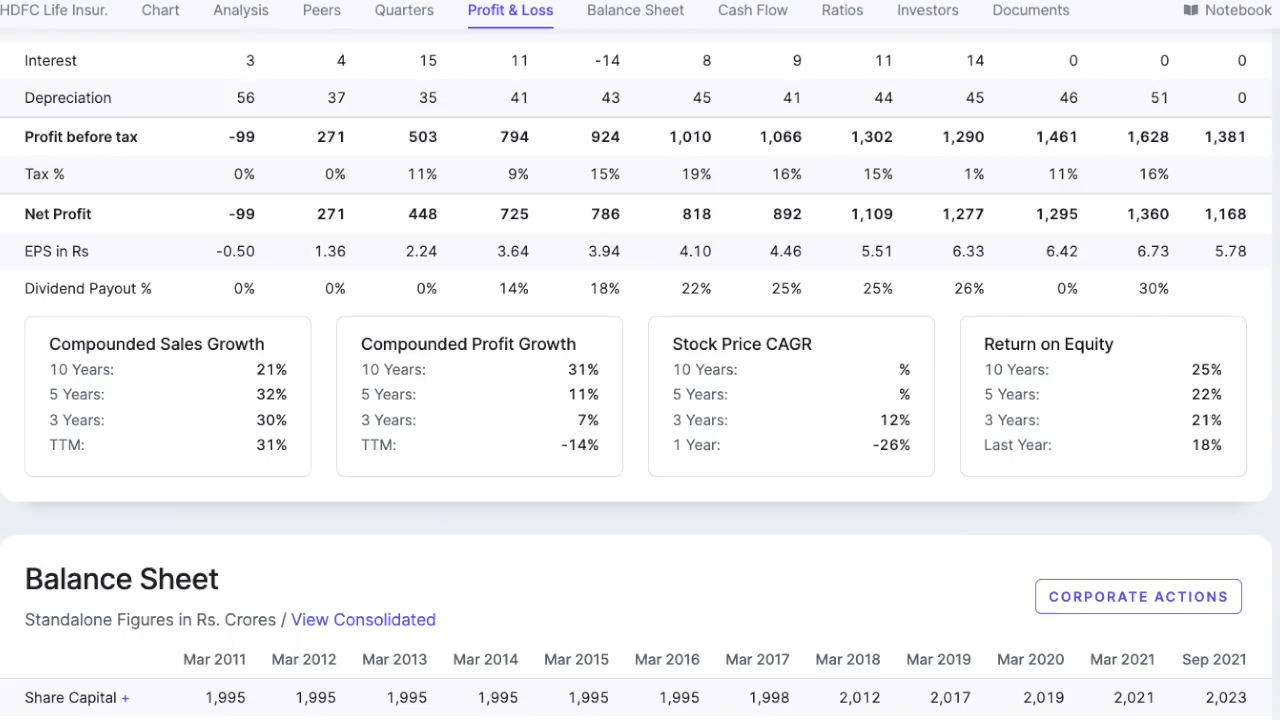 HDFC Life Insur. Chart Analysis Peers Quarters Profit & Loss Balance Sheet Cash Flow Ratios Investors Documents Notebook
Interest 3 4 15 11 -14 8 9 11 14 0 0 0
Depreciation 56 37 35 41 43 45 41 44 45 46 51 0
Profit before tax -99 271 503 794 924 1,010 1,066 1,302 1,290 1,461 1,628 1,381
Tax % 0% 0% 11% 9% 15% 19% 16% 15% 1% 11% 16%
Net Profit -99 271 448 725 786 818 892 1,109 1,277 1,295 1,360 1,168
EPS in Rs -0.50 1.36 2.24 3.64 3.94 4.10 4.46 5.51 6.33 6.42 6.73 5.78
Dividend Payout % 0% 0% 0% 14% 18% 22% 25% 25% 26% 0% 30%
Compounded Sales Growth
10 Years: 21%
5 Years: 32%
3 Years: 30%
TTM: 31%
Compounded Profit Growth
10 Years: 31%
5 Years: 11%
3 Years: 7%
TTM: -14%
Stock Price CAGR
10 Years: %
5 Years: %
3 Years: 12%
1 Year: -26%
Return on Equity
10 Years: 25%
5 Years: 22%
3 Years: 21%
Last Year: 18%
Balance Sheet
CORPORATE ACTIONS
Standalone Figures in Rs. Crores / View Consolidated
Mar 2011 Mar 2012 Mar 2013 Mar 2014 Mar 2015 Mar 2016 Mar 2017 Mar 2018 Mar 2019 Mar 2020 Mar 2021 Sep 2021
Share Capital + 1,995 1,995 1,995 1,995 1,995 1,995 1,998 2,012 2,017 2,019 2,021 2,023